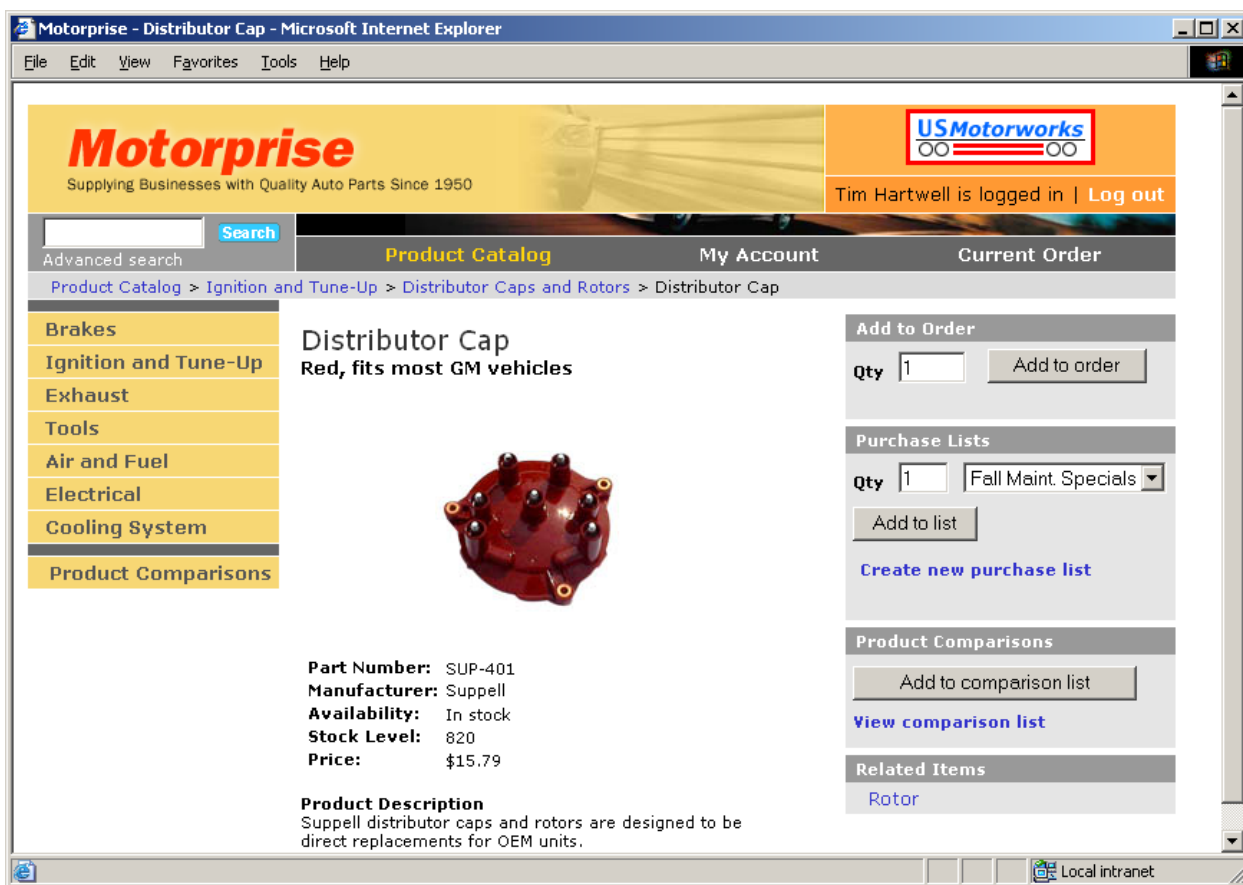 Motorprise - Distributor Cap - Microsoft Internet Explorer
File Edit View Favorites Tools Help
Motorprise
Supplying Businesses with Quality Auto Parts Since 1950
USMotorworks
Tim Hartwell is logged in | Log out
Search
Advanced search
Product Catalog My Account Current Order
Product Catalog > Ignition and Tune-Up > Distributor Caps and Rotors > Distributor Cap
Brakes
Ignition and Tune-Up
Exhaust
Tools
Air and Fuel
Electrical
Cooling System
Product Comparisons
Distributor Cap
Red, fits most GM vehicles
Part Number: SUP-401
Manufacturer: Suppell
Availability: In stock
Stock Level: 820
Price: $15.79
Product Description
Suppell distributor caps and rotors are designed to be
direct replacements for OEM units.
Add to Order
Qty 1 Add to order
Purchase Lists
Qty 1 Fall Maint. Specials
Add to list
Create new purchase list
Product Comparisons
Add to comparison list
View comparison list
Related Items
Rotor
Local intranet